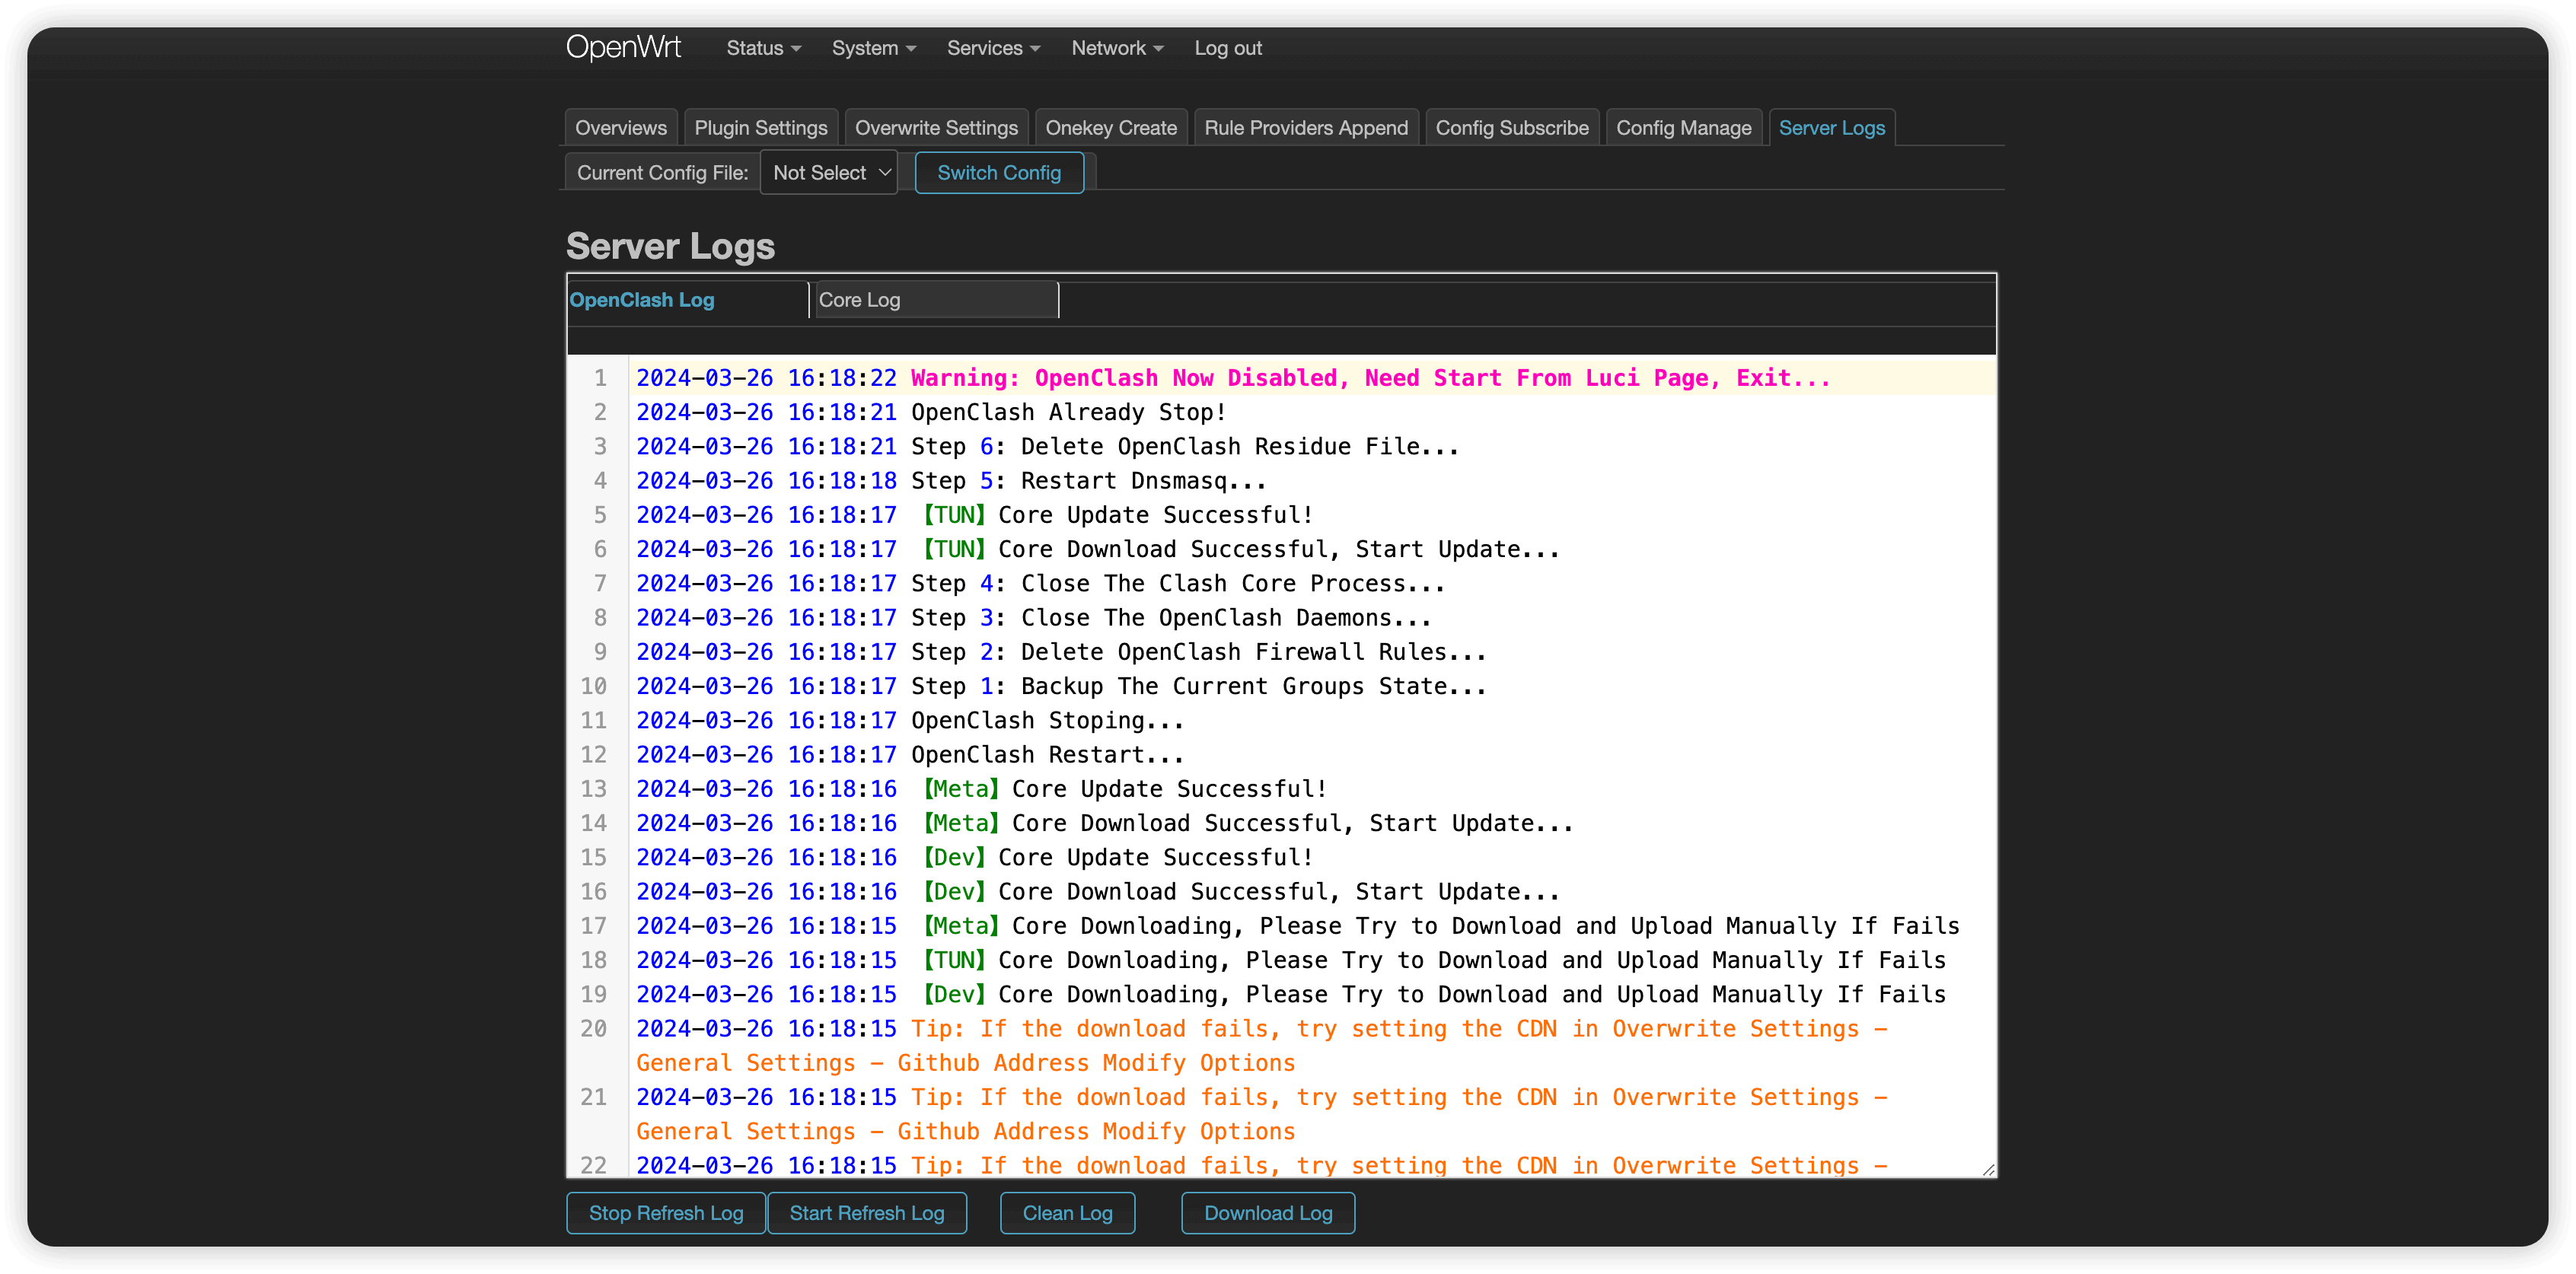 OpenWrt Status System Services Network Log out
Overviews Plugin Settings Overwrite Settings Onekey Create Rule Providers Append Config Subscribe Config Manage Server Logs
Current Config File: Not Select Switch Config
Server Logs
OpenClash Log Core Log
1 2024-03-26 16:18:22 Warning: OpenClash Now Disabled, Need Start From Luci Page, Exit...
2 2024-03-26 16:18:21 OpenClash Already Stop!
3 2024-03-26 16:18:21 Step 6: Delete OpenClash Residue File...
4 2024-03-26 16:18:18 Step 5: Restart Dnsmasq...
5 2024-03-26 16:18:17 【TUN】Core Update Successful!
6 2024-03-26 16:18:17 【TUN】Core Download Successful, Start Update...
7 2024-03-26 16:18:17 Step 4: Close The Clash Core Process...
8 2024-03-26 16:18:17 Step 3: Close The OpenClash Daemons...
9 2024-03-26 16:18:17 Step 2: Delete OpenClash Firewall Rules...
10 2024-03-26 16:18:17 Step 1: Backup The Current Groups State...
11 2024-03-26 16:18:17 OpenClash Stoping...
12 2024-03-26 16:18:17 OpenClash Restart...
13 2024-03-26 16:18:16 【Meta】Core Update Successful!
14 2024-03-26 16:18:16 【Meta】Core Download Successful, Start Update...
15 2024-03-26 16:18:16 【Dev】Core Update Successful!
16 2024-03-26 16:18:16 【Dev】Core Download Successful, Start Update...
17 2024-03-26 16:18:15 【Meta】Core Downloading, Please Try to Download and Upload Manually If Fails
18 2024-03-26 16:18:15 【TUN】Core Downloading, Please Try to Download and Upload Manually If Fails
19 2024-03-26 16:18:15 【Dev】Core Downloading, Please Try to Download and Upload Manually If Fails
20 2024-03-26 16:18:15 Tip: If the download fails, try setting the CDN in Overwrite Settings -
General Settings - Github Address Modify Options
21 2024-03-26 16:18:15 Tip: If the download fails, try setting the CDN in Overwrite Settings -
General Settings - Github Address Modify Options
22 2024-03-26 16:18:15 Tip: If the download fails, try setting the CDN in Overwrite Settings -
Stop Refresh Log Start Refresh Log Clean Log Download Log